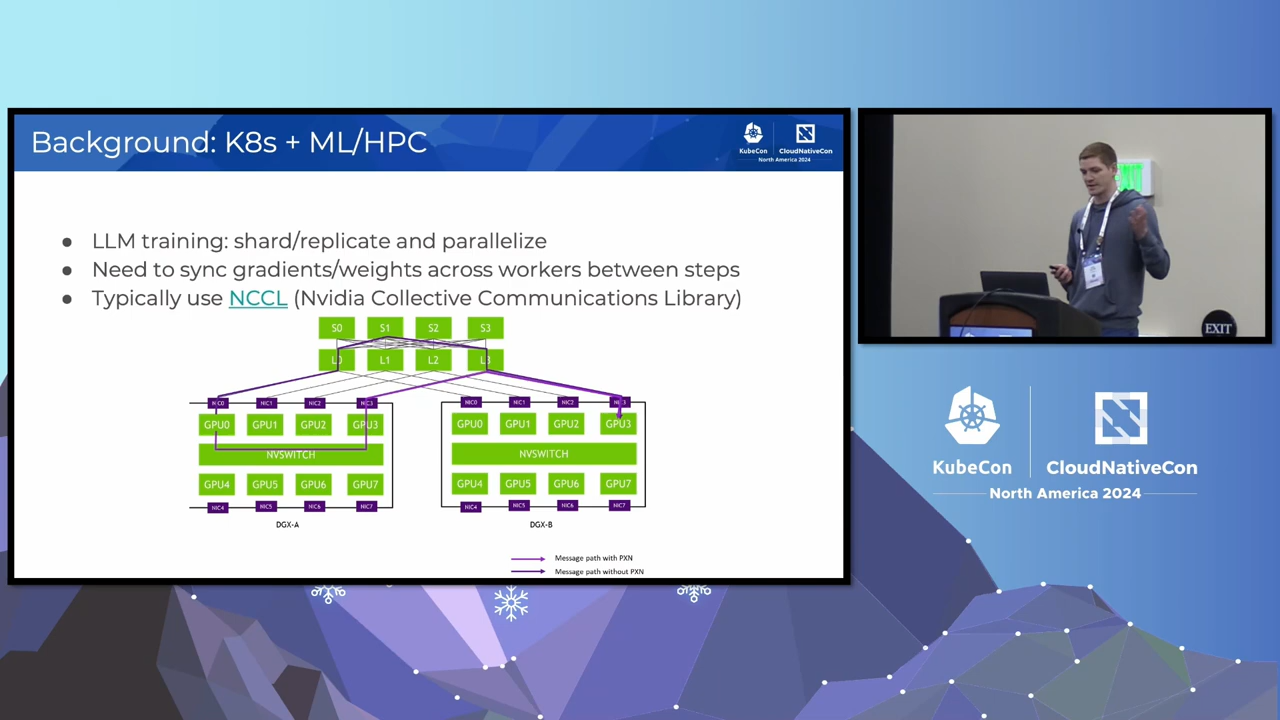 Background: K8s + ML/HPC
KubeCon
CloudNativeCon
North America 2024
● LLM training: shard/replicate and parallelize
● Need to sync gradients/weights across workers between steps
● Typically use NCCL (Nvidia Collective Communications Library)
S0 S1 S2 S3
L0 L1 L2 L3
NIC0 NIC1 NIC2 NIC3
GPU0 GPU1 GPU2 GPU3
NVSWITCH
GPU4 GPU5 GPU6 GPU7
NIC4 NIC5 NIC6 NIC7
DGX-A
NIC0 NIC1 NIC2 NIC3
GPU0 GPU1 GPU2 GPU3
NVSWITCH
GPU4 GPU5 GPU6 GPU7
NIC4 NIC5 NIC6 NIC7
DGX-B
Message path with PXN
Message path without PXN
EXIT
KubeCon
CloudNativeCon
North America 2024